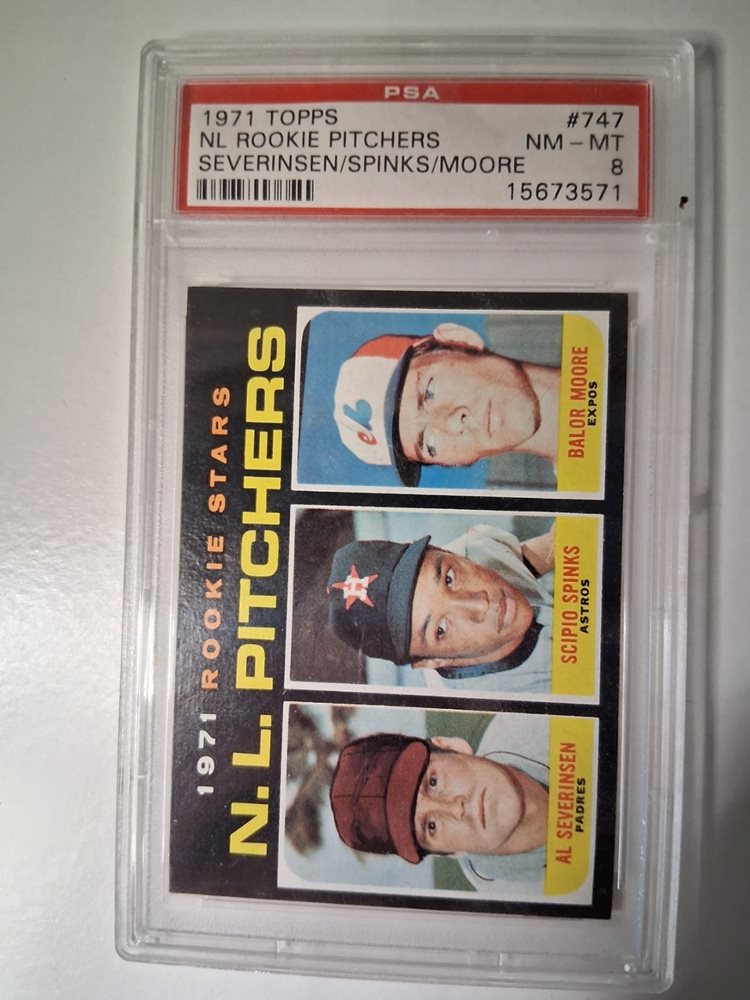 PSA
1971 TOPPS #747
NL ROOKIE PITCHERS NM - MT
SEVERINSEN/SPINKS/MOORE 8
15673571
1971 ROOKIE STARS
N.L. PITCHERS
AL SEVERINSEN
PADRES
SCIPIO SPINKS
ASTROS
BALOR MOORE
EXPOS
H
eb